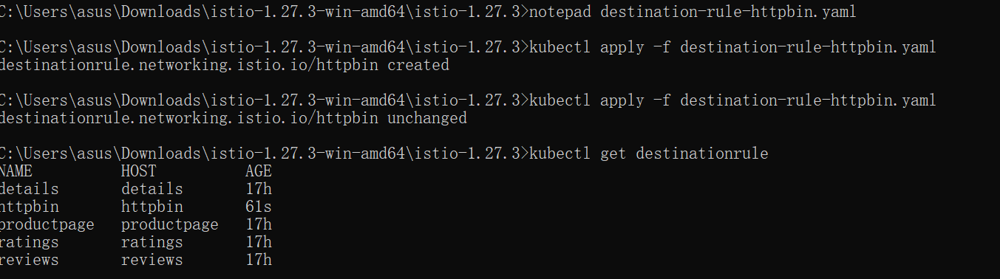 C:\Users\asus\Downloads\istio-1.27.3-win-amd64\istio-1.27.3>notepad destination-rule-httpbin.yaml
C:\Users\asus\Downloads\istio-1.27.3-win-amd64\istio-1.27.3>kubectl apply -f destination-rule-httpbin.yaml
destinationrule.networking.istio.io/httpbin created
C:\Users\asus\Downloads\istio-1.27.3-win-amd64\istio-1.27.3>kubectl apply -f destination-rule-httpbin.yaml
destinationrule.networking.istio.io/httpbin unchanged
C:\Users\asus\Downloads\istio-1.27.3-win-amd64\istio-1.27.3>kubectl get destinationrule
NAME HOST AGE
details details 17h
httpbin httpbin 61s
productpage productpage 17h
ratings ratings 17h
reviews reviews 17h